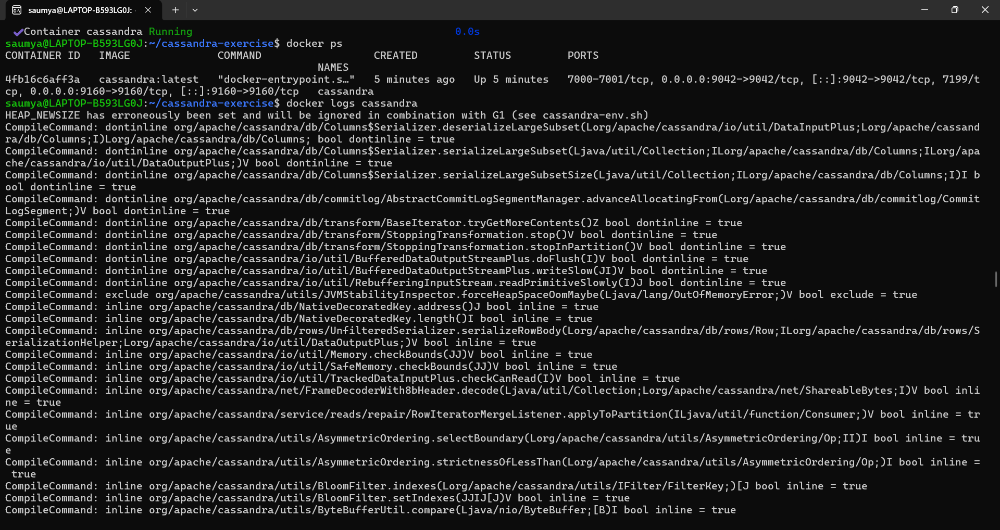 saumya@LAPTOP-B593LG0J: 
Container cassandra Running 0.0s
saumya@LAPTOP-B593LG0J:~/cassandra-exercise$ docker ps
CONTAINER ID   IMAGE              COMMAND                  CREATED         STATUS         PORTS
                                                  NAMES
4fb16c6aff3a   cassandra:latest   "docker-entrypoint.s…"   5 minutes ago   Up 5 minutes   7000-7001/tcp, 0.0.0.0:9042->9042/tcp, [::]:9042->9042/tcp, 7199/t
cp, 0.0.0.0:9160->9160/tcp, [::]:9160->9160/tcp   cassandra
saumya@LAPTOP-B593LG0J:~/cassandra-exercise$ docker logs cassandra
HEAP_NEWSIZE has erroneously been set and will be ignored in combination with G1 (see cassandra-env.sh)
CompileCommand: dontinline org/apache/cassandra/db/Columns$Serializer.deserializeLargeSubset(Lorg/apache/cassandra/io/util/DataInputPlus;Lorg/apache/cassand
ra/db/Columns;I)Lorg/apache/cassandra/db/Columns; bool dontinline = true
CompileCommand: dontinline org/apache/cassandra/db/Columns$Serializer.serializeLargeSubset(Ljava/util/Collection;ILorg/apache/cassandra/db/Columns;ILorg/apa
che/cassandra/io/util/DataOutputPlus;)V bool dontinline = true
CompileCommand: dontinline org/apache/cassandra/db/Columns$Serializer.serializeLargeSubsetSize(Ljava/util/Collection;ILorg/apache/cassandra/db/Columns;I)I b
ool dontinline = true
CompileCommand: dontinline org/apache/cassandra/db/commitlog/AbstractCommitLogSegmentManager.advanceAllocatingFrom(Lorg/apache/cassandra/db/commitlog/Commit
LogSegment;)V bool dontinline = true
CompileCommand: dontinline org/apache/cassandra/db/transform/BaseIterator.tryGetMoreContents()Z bool dontinline = true
CompileCommand: dontinline org/apache/cassandra/db/transform/StoppingTransformation.stop()V bool dontinline = true
CompileCommand: dontinline org/apache/cassandra/db/transform/StoppingTransformation.stopInPartition()V bool dontinline = true
CompileCommand: dontinline org/apache/cassandra/io/util/BufferedDataOutputStreamPlus.doFlush(I)V bool dontinline = true
CompileCommand: dontinline org/apache/cassandra/io/util/BufferedDataOutputStreamPlus.writeSlow(JI)V bool dontinline = true
CompileCommand: dontinline org/apache/cassandra/io/util/RebufferingInputStream.readPrimitiveSlowly(I)J bool dontinline = true
CompileCommand: exclude org/apache/cassandra/utils/JVMStabilityInspector.forceHeapSpaceOomMaybe(Ljava/lang/OutOfMemoryError;)V bool exclude = true
CompileCommand: inline org/apache/cassandra/db/NativeDecoratedKey.address()J bool inline = true
CompileCommand: inline org/apache/cassandra/db/NativeDecoratedKey.length()I bool inline = true
CompileCommand: inline org/apache/cassandra/db/rows/UnfilteredSerializer.serializeRowBody(Lorg/apache/cassandra/db/rows/Row;ILorg/apache/cassandra/db/rows/S
erializationHelper;Lorg/apache/cassandra/io/util/DataOutputPlus;)V bool inline = true
CompileCommand: inline org/apache/cassandra/io/util/Memory.checkBounds(JJ)V bool inline = true
CompileCommand: inline org/apache/cassandra/io/util/SafeMemory.checkBounds(JJ)V bool inline = true
CompileCommand: inline org/apache/cassandra/io/util/TrackedDataInputPlus.checkCanRead(I)V bool inline = true
CompileCommand: inline org/apache/cassandra/net/FrameDecoderWith8bHeader.decode(Ljava/util/Collection;Lorg/apache/cassandra/net/ShareableBytes;I)V bool inli
ne = true
CompileCommand: inline org/apache/cassandra/service/reads/repair/RowIteratorMergeListener.applyToPartition(ILjava/util/function/Consumer;)V bool inline = tr
ue
CompileCommand: inline org/apache/cassandra/utils/AsymmetricOrdering.selectBoundary(Lorg/apache/cassandra/utils/AsymmetricOrdering/Op;II)I bool inline = tru
e
CompileCommand: inline org/apache/cassandra/utils/AsymmetricOrdering.strictnessOfLessThan(Lorg/apache/cassandra/utils/AsymmetricOrdering/Op;)I bool inline =
 true
CompileCommand: inline org/apache/cassandra/utils/BloomFilter.indexes(Lorg/apache/cassandra/utils/IFilter/FilterKey;)[J bool inline = true
CompileCommand: inline org/apache/cassandra/utils/BloomFilter.setIndexes(JJIJ[J)V bool inline = true
CompileCommand: inline org/apache/cassandra/utils/ByteBufferUtil.compare(Ljava/nio/ByteBuffer;[B)I bool inline = true